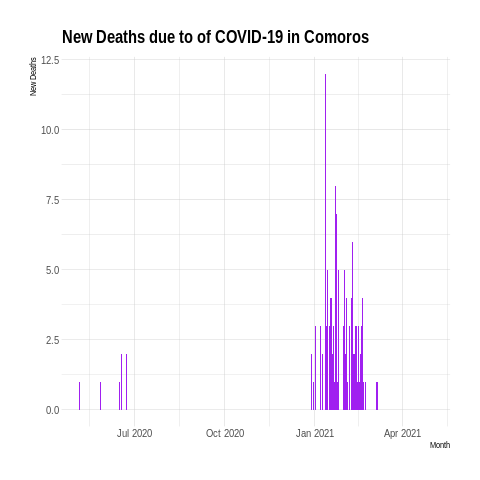 New Deaths due to of COVID-19 in Comoros
New Deaths
12.5
10.0
7.5
5.0
2.5
0.0
Jul 2020 Oct 2020 Jan 2021 Apr 2021
Month